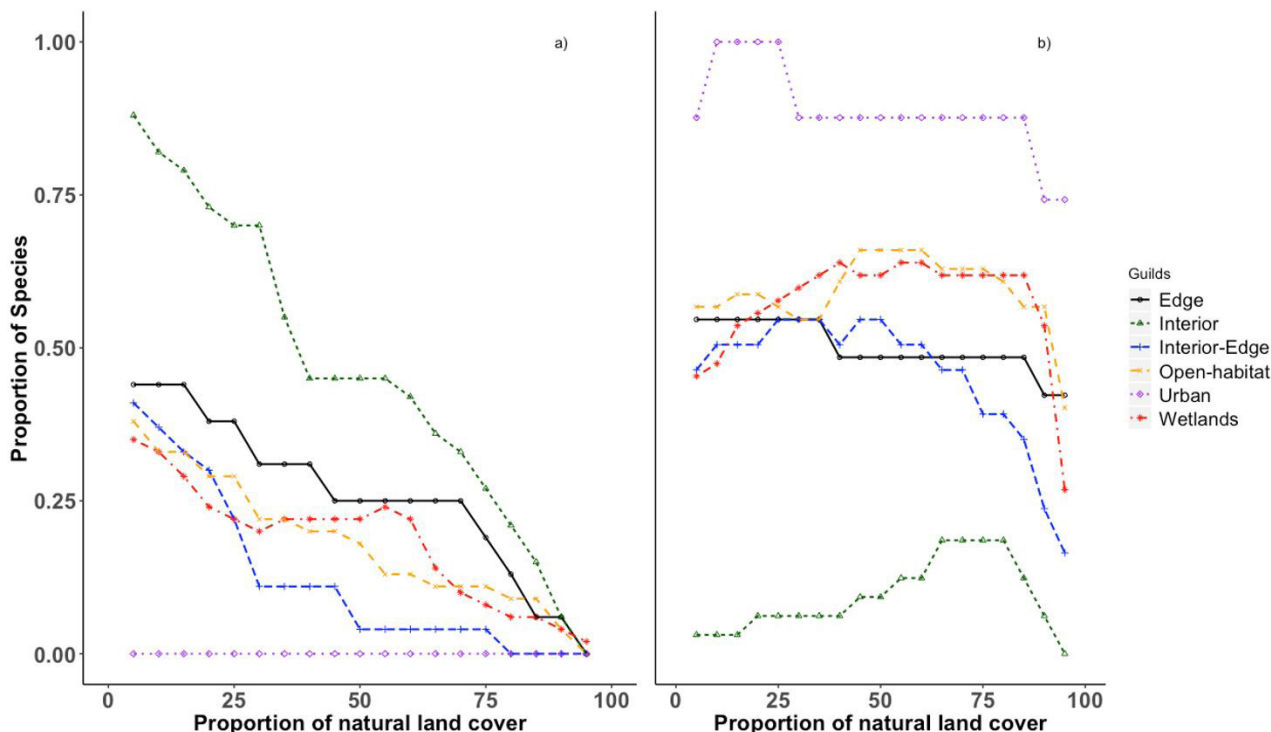 a)
b)
1.00
0.75
0.50
0.25
0.00
Proportion of Species
0 25 50 75 100
Proportion of natural land cover
0 25 50 75 100
Proportion of natural land cover
Guilds
Edge
Interior
Interior-Edge
Open-habitat
Urban
Wetlands